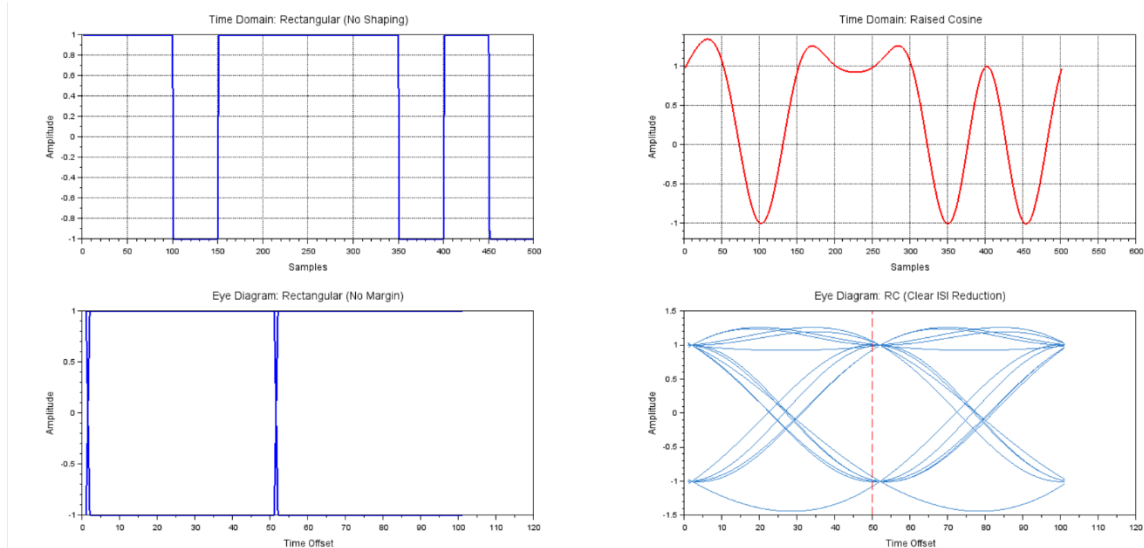 Time Domain: Rectangular (No Shaping)
1
0.8
0.6
0.4
0.2
0
-0.2
-0.4
-0.6
-0.8
-1
Amplitude
0 50 100 150 200 250 300 350 400 450 500
Samples
Time Domain: Raised Cosine
1
0.5
0
-0.5
-1
Amplitude
0 50 100 150 200 250 300 350 400 450 500 550 600
Samples
Eye Diagram: Rectangular (No Margin)
1
0.5
0
-0.5
-1
Amplitude
0 10 20 30 40 50 60 70 80 90 100 110 120
Time Offset
Eye Diagram: RC (Clear ISI Reduction)
1.5
1
0.5
0
-0.5
-1
-1.5
Amplitude
0 10 20 30 40 50 60 70 80 90 100 110 120
Time Offset